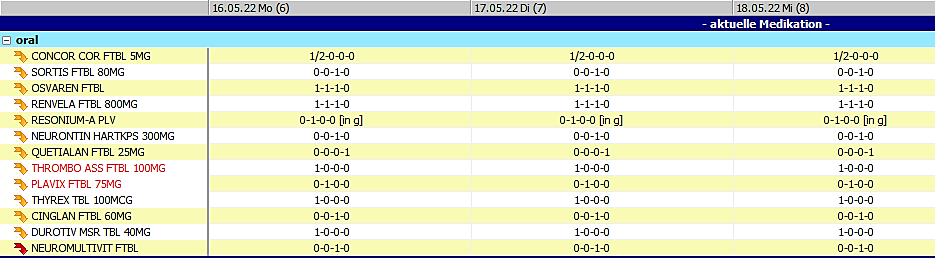 16.05.22 Mo (6) 17.05.22 Di (7) 18.05.22 Mi (8)
- aktuelle Medikation -
oral
CONCOR COR FTBL 5MG 1/2-0-0-0 1/2-0-0-0 1/2-0-0-0
SORTIS FTBL 80MG 0-0-1-0 0-0-1-0 0-0-1-0
OSVAREN FTBL 1-1-1-0 1-1-1-0 1-1-1-0
RENVELA FTBL 800MG 1-1-1-0 1-1-1-0 1-1-1-0
RESONIUM-A PLV 0-1-0-0 [in g] 0-1-0-0 [in g] 0-1-0-0 [in g]
NEURONTIN HARTKPS 300MG 0-0-1-0 0-0-1-0 0-0-1-0
QUETIALAN FTBL 25MG 0-0-0-1 0-0-0-1 0-0-0-1
THROMBO ASS FTBL 100MG 1-0-0-0 1-0-0-0 1-0-0-0
PLAVIX FTBL 75MG 0-1-0-0 0-1-0-0 0-1-0-0
THYREX TBL 100MCG 1-0-0-0 1-0-0-0 1-0-0-0
CINGLAN FTBL 60MG 0-0-1-0 0-0-1-0 0-0-1-0
DUROTIV MSR TBL 40MG 1-0-0-0 1-0-0-0 1-0-0-0
NEUROMULTIVIT FTBL 0-0-1-0 0-0-1-0 0-0-1-0